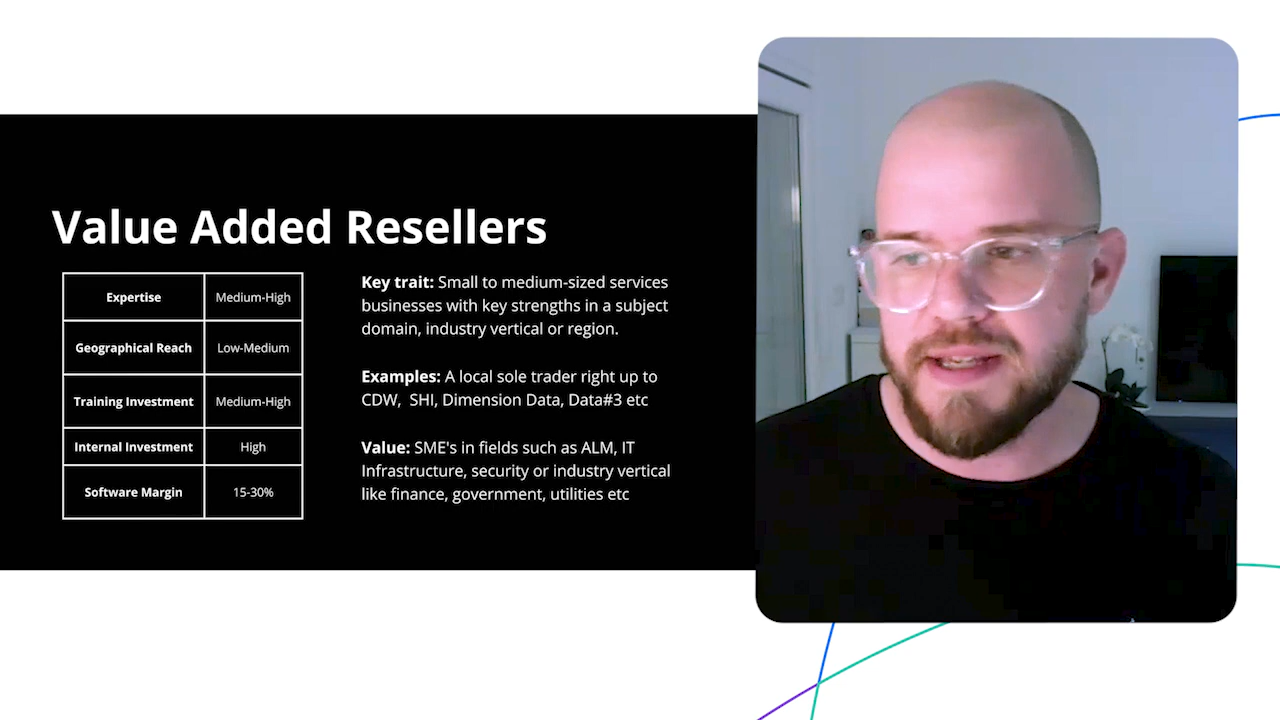 Value Added Resellers
Expertise Medium-High
Geographical Reach Low-Medium
Training Investment Medium-High
Internal Investment High
Software Margin 15-30%
Key trait: Small to medium-sized services
businesses with key strengths in a subject
domain, industry vertical or region.
Examples: A local sole trader right up to
CDW, SHI, Dimension Data, Data#3 etc
Value: SME's in fields such as ALM, IT
Infrastructure, security or industry vertical
like finance, government, utilities etc